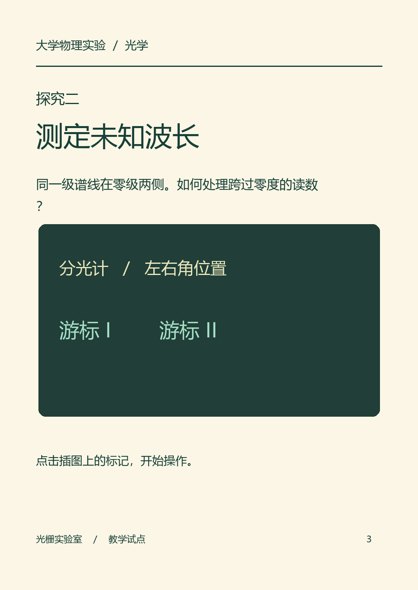 大学物理实验 / 光学
探究二
测定未知波长
同一级谱线在零级两侧。如何处理跨过零度的读数
?
分光计 / 左右角位置
游标 I 游标 II
点击插图上的标记，开始操作。
光栅实验室 / 教学试点 3